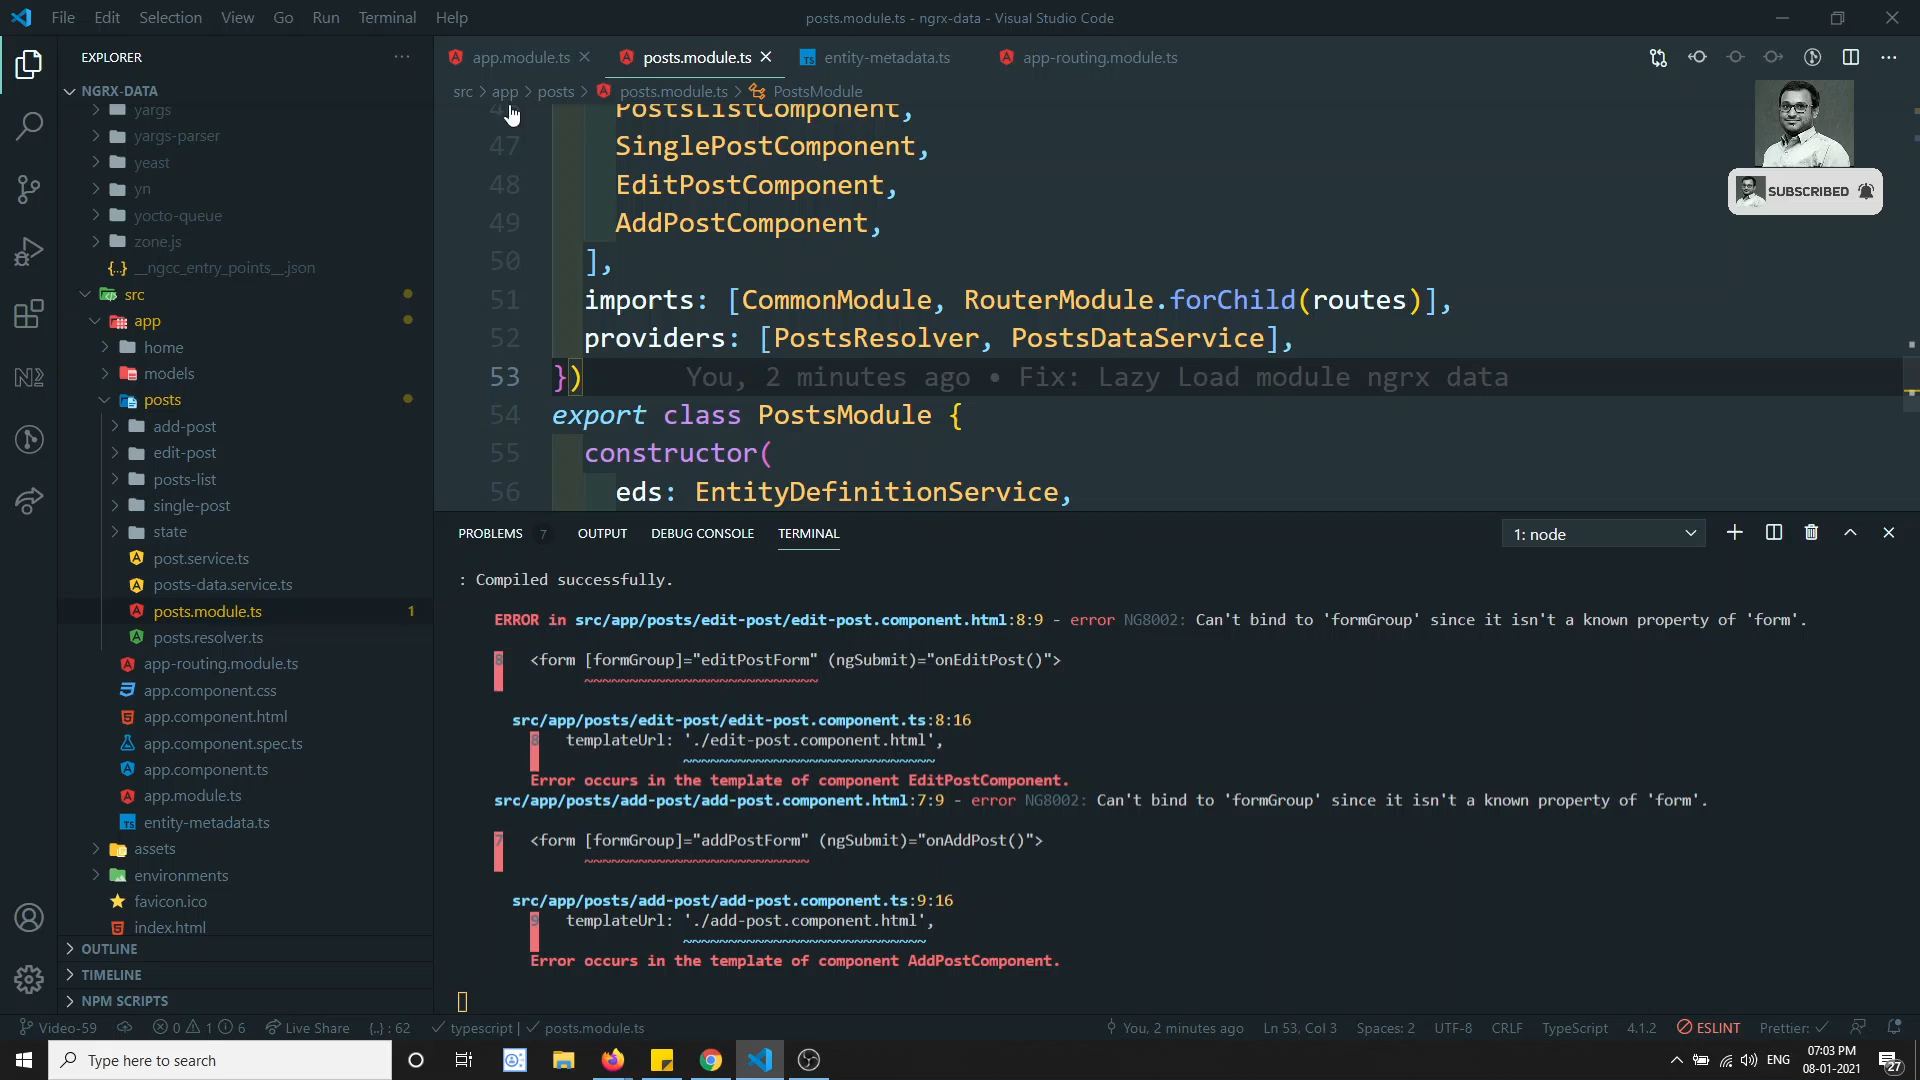 File Edit Selection View Go Run Terminal Help
posts.module.ts - ngrx-data - Visual Studio Code
EXPLORER
NGRX-DATA
yargs
yargs-parser
yeast
yn
yocto-queue
zone.js
__ngcc_entry_points__.json
src
app
home
models
posts
add-post
edit-post
posts-list
single-post
state
post.service.ts
posts-data.service.ts
posts.module.ts 1
posts.resolver.ts
app-routing.module.ts
app.component.css
app.component.html
app.component.spec.ts
app.component.ts
app.module.ts
entity-metadata.ts
assets
environments
favicon.ico
index.html
OUTLINE
TIMELINE
NPM SCRIPTS
app.module.ts posts.module.ts entity-metadata.ts app-routing.module.ts
src > app > posts > posts.module.ts > PostsModule
PostsListComponent,
47 SinglePostComponent,
48 EditPostComponent,
49 AddPostComponent,
50 ],
51 imports: [CommonModule, RouterModule.forChild(routes)],
52 providers: [PostsResolver, PostsDataService],
53 }) You, 2 minutes ago • Fix: Lazy Load module ngrx data
54 export class PostsModule {
55 constructor(
56 eds: EntityDefinitionService,
SUBSCRIBED
PROBLEMS 7 OUTPUT DEBUG CONSOLE TERMINAL
1: node
: Compiled successfully.
ERROR in src/app/posts/edit-post/edit-post.component.html:8:9 - error NG8002: Can't bind to 'formGroup' since it isn't a known property of 'form'.
8 <form [formGroup]="editPostForm" (ngSubmit)="onEditPost()">
~~~~~~~~~~~~~~~~~~~~~~~~~~
src/app/posts/edit-post/edit-post.component.ts:8:16
8 templateUrl: './edit-post.component.html',
~~~~~~~~~~~~~~~~~~~~~~~~~~~~
Error occurs in the template of component EditPostComponent.
src/app/posts/add-post/add-post.component.html:7:9 - error NG8002: Can't bind to 'formGroup' since it isn't a known property of 'form'.
7 <form [formGroup]="addPostForm" (ngSubmit)="onAddPost()">
~~~~~~~~~~~~~~~~~~~~~~~~~
src/app/posts/add-post/add-post.component.ts:9:16
9 templateUrl: './add-post.component.html',
~~~~~~~~~~~~~~~~~~~~~~~~~~~
Error occurs in the template of component AddPostComponent.
Video-59 0 1 6 Live Share {..} : 62 typescript | posts.module.ts You, 2 minutes ago Ln 53, Col 3 Spaces: 2 UTF-8 CRLF TypeScript 4.1.2 ESLINT Prettier: ✓
Type here to search
ENG
07:03 PM
08-01-2021
27